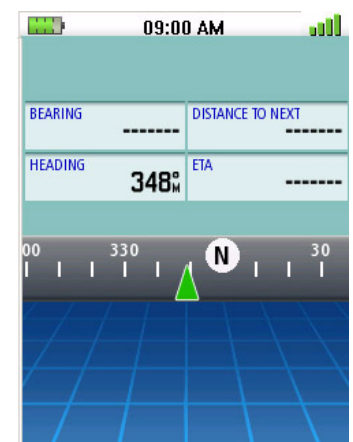 09:00 AM
BEARING DISTANCE TO NEXT
------- -------
HEADING ETA
348°M -------
00 330 N 30